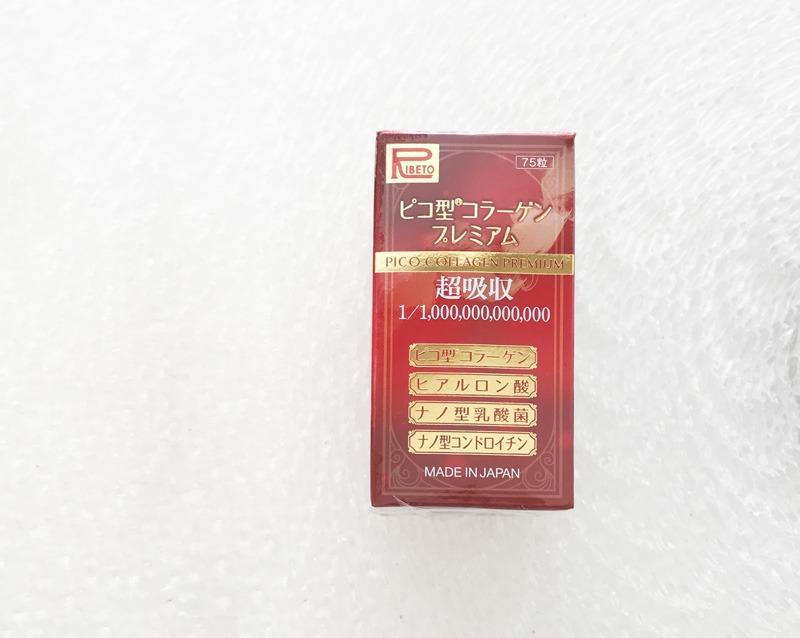 RIBETO
75粒
ピコ型®コラーゲン
プレミアム
PICO COLLAGEN PREMIUM
超吸収
1/1,000,000,000,000
ピコ型コラーゲン
ヒアルロン酸
ナノ型乳酸菌
ナノ型コンドロイチン
MADE IN JAPAN